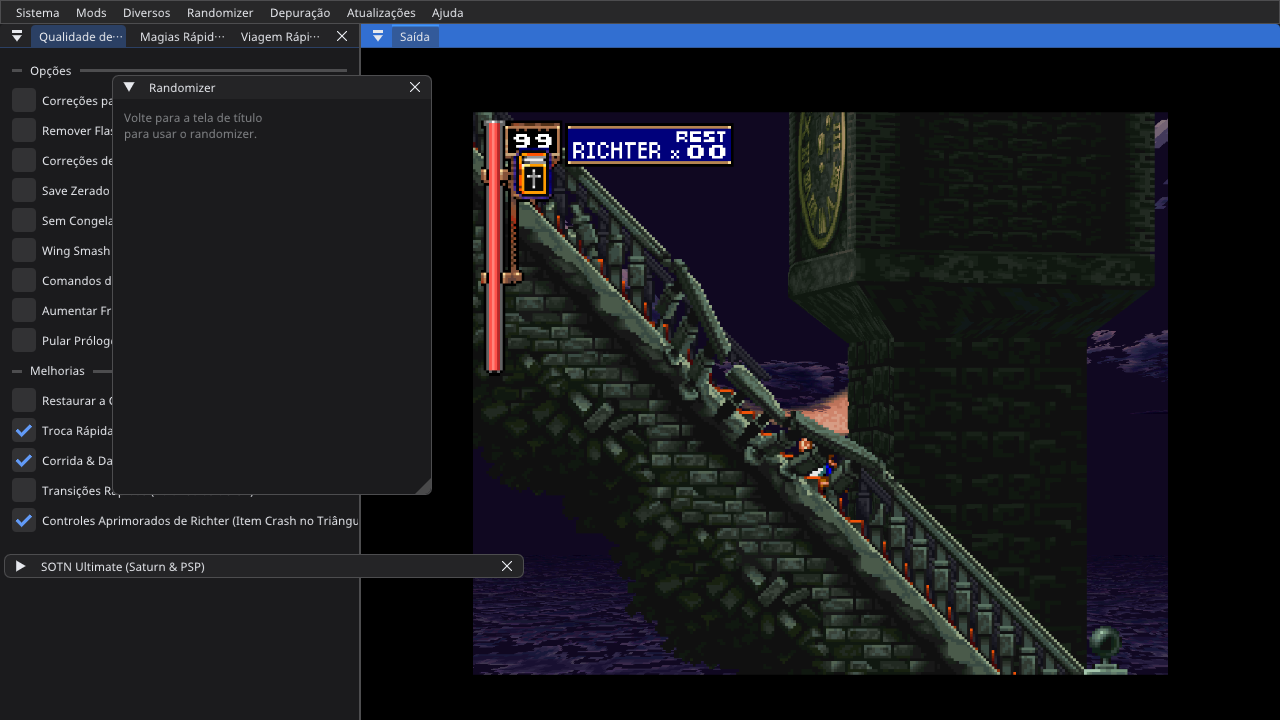 Sistema Mods Diversos Randomizer Depuração Atualizações Ajuda
Qualidade de··· Magias Rápid··· Viagem Rápi···
Saída
Opções
Randomizer
Volte para a tela de título
para usar o randomizer.
Correções pa
Remover Flas
Correções de
Save Zerado
Sem Congela
Wing Smash
Comandos d
Aumentar Fr
Pular Prólogo
Melhorias
Restaurar a
Troca Rápida
Corrida & Da
Transições
Controles Aprimorados de Richter (Item Crash no Triângu
SOTN Ultimate (Saturn & PSP)
99
REST
RICHTER x 00